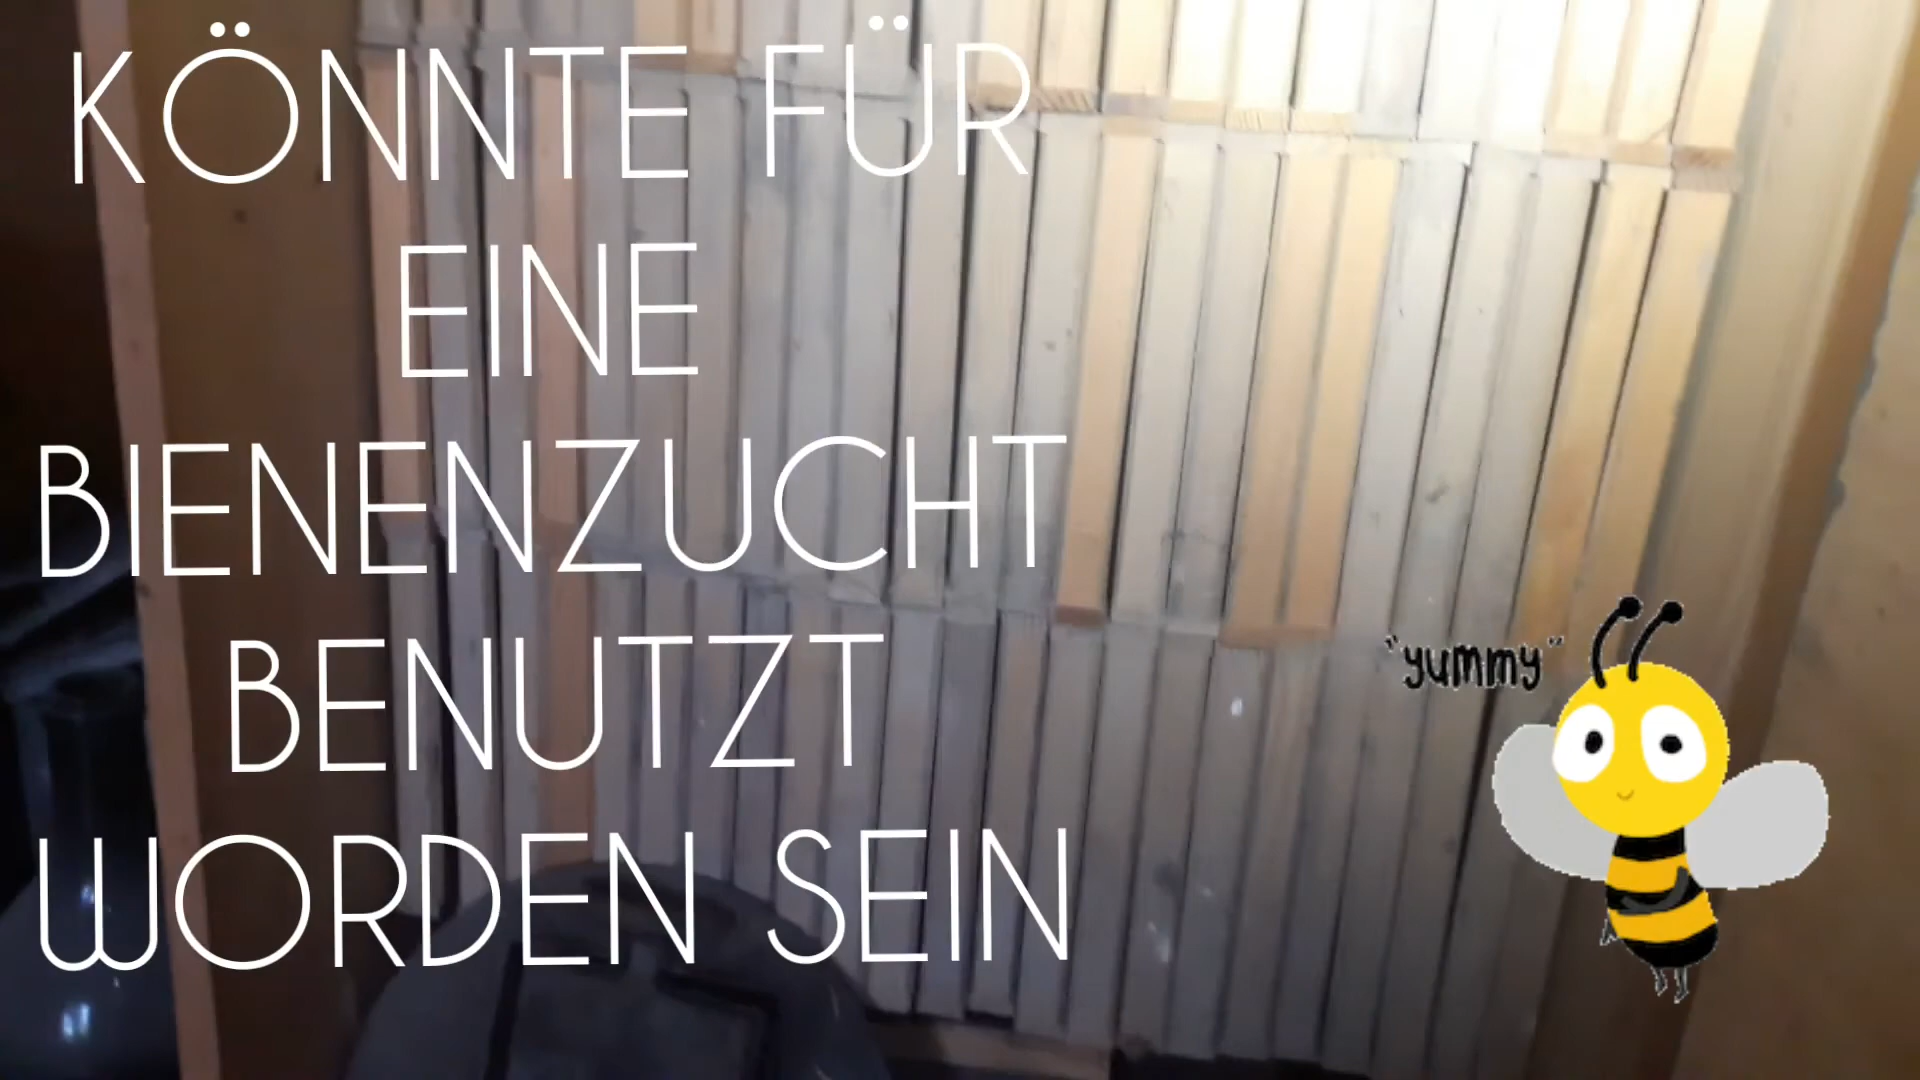 KÖNNTE FÜR
EINE
BIENENZUCHT
BENUTZT
WORDEN SEIN
"yummy"